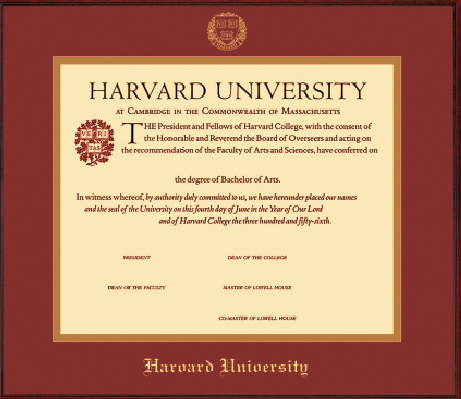 HARVARD UNIVERSITY
AT CAMBRIDGE IN THE COMMONWEALTH OF MASSACHUSETTS
VE RI
TAS
THE President and Fellows of Harvard College, with the consent of
the Honorable and Reverend the Board of Overseers and acting on
the recommendation of the Faculty of Arts and Sciences, have conferred on
the degree of Bachelor of Arts.
In witness whereof, by authority duly committed to us, we have hereunder placed our names
and the seal of the University on this fourth day of June in the Year of Our Lord
and of Harvard College the three hundred and fifty-sixth.
PRESIDENT DEAN OF THE COLLEGE
DEAN OF THE FACULTY MASTER OF LOWELL HOUSE
CO-MASTER OF LOWELL HOUSE
Harvard University